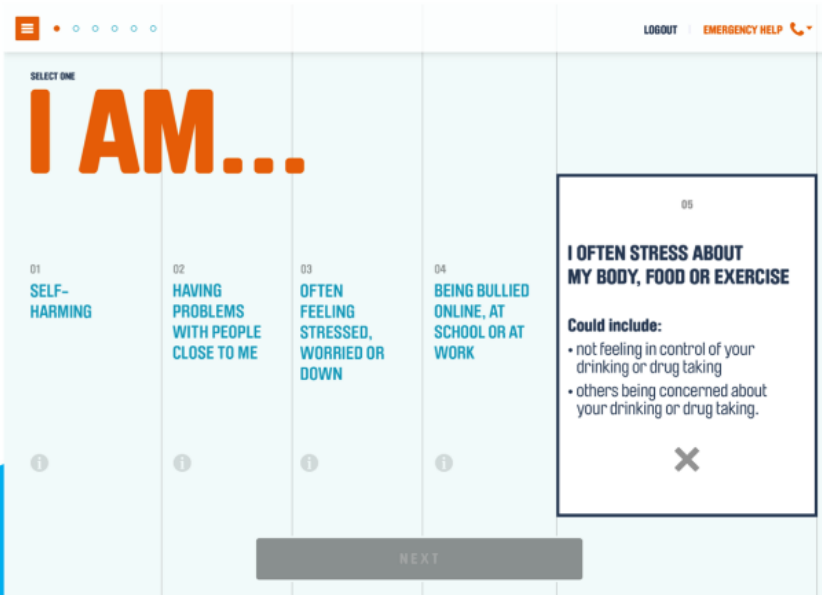 LOGOUT
EMERGENCY HELP
SELECT ONE
I AM...
01
SELF-
HARMING
02
HAVING
PROBLEMS
WITH PEOPLE
CLOSE TO ME
03
OFTEN
FEELING
STRESSED,
WORRIED OR
DOWN
04
BEING BULLIED
ONLINE, AT
SCHOOL OR AT
WORK
05
I OFTEN STRESS ABOUT
MY BODY, FOOD OR EXERCISE
Could include:
• not feeling in control of your
drinking or drug taking
• others being concerned about
your drinking or drug taking.
NEXT